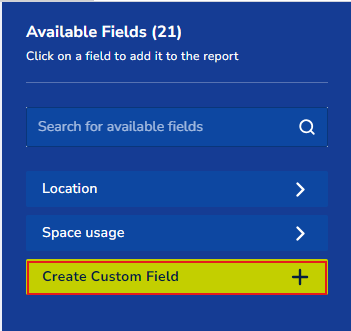 Available Fields (21)
Click on a field to add it to the report
Search for available fields
Location
Space usage
Create Custom Field